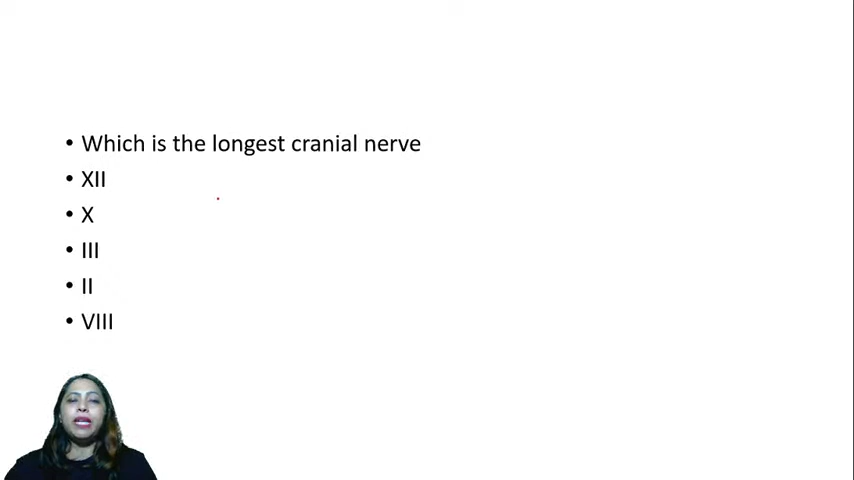 • Which is the longest cranial nerve
• XII
• X
• III
• II
• VIII